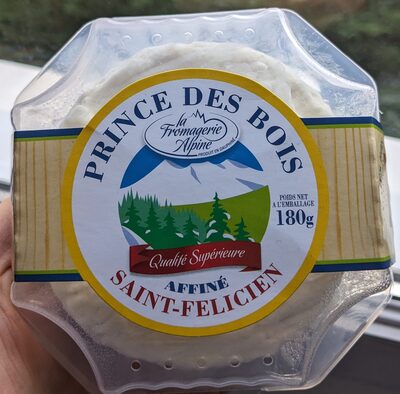 PRINCE DES BOIS
la
Fromagerie
Alpine
PRODUIT EN DAUPHINÉ
POIDS NET
A L'EMBALLAGE
180g
Qualité Supérieure
AFFINÉ
SAINT-FELICIEN